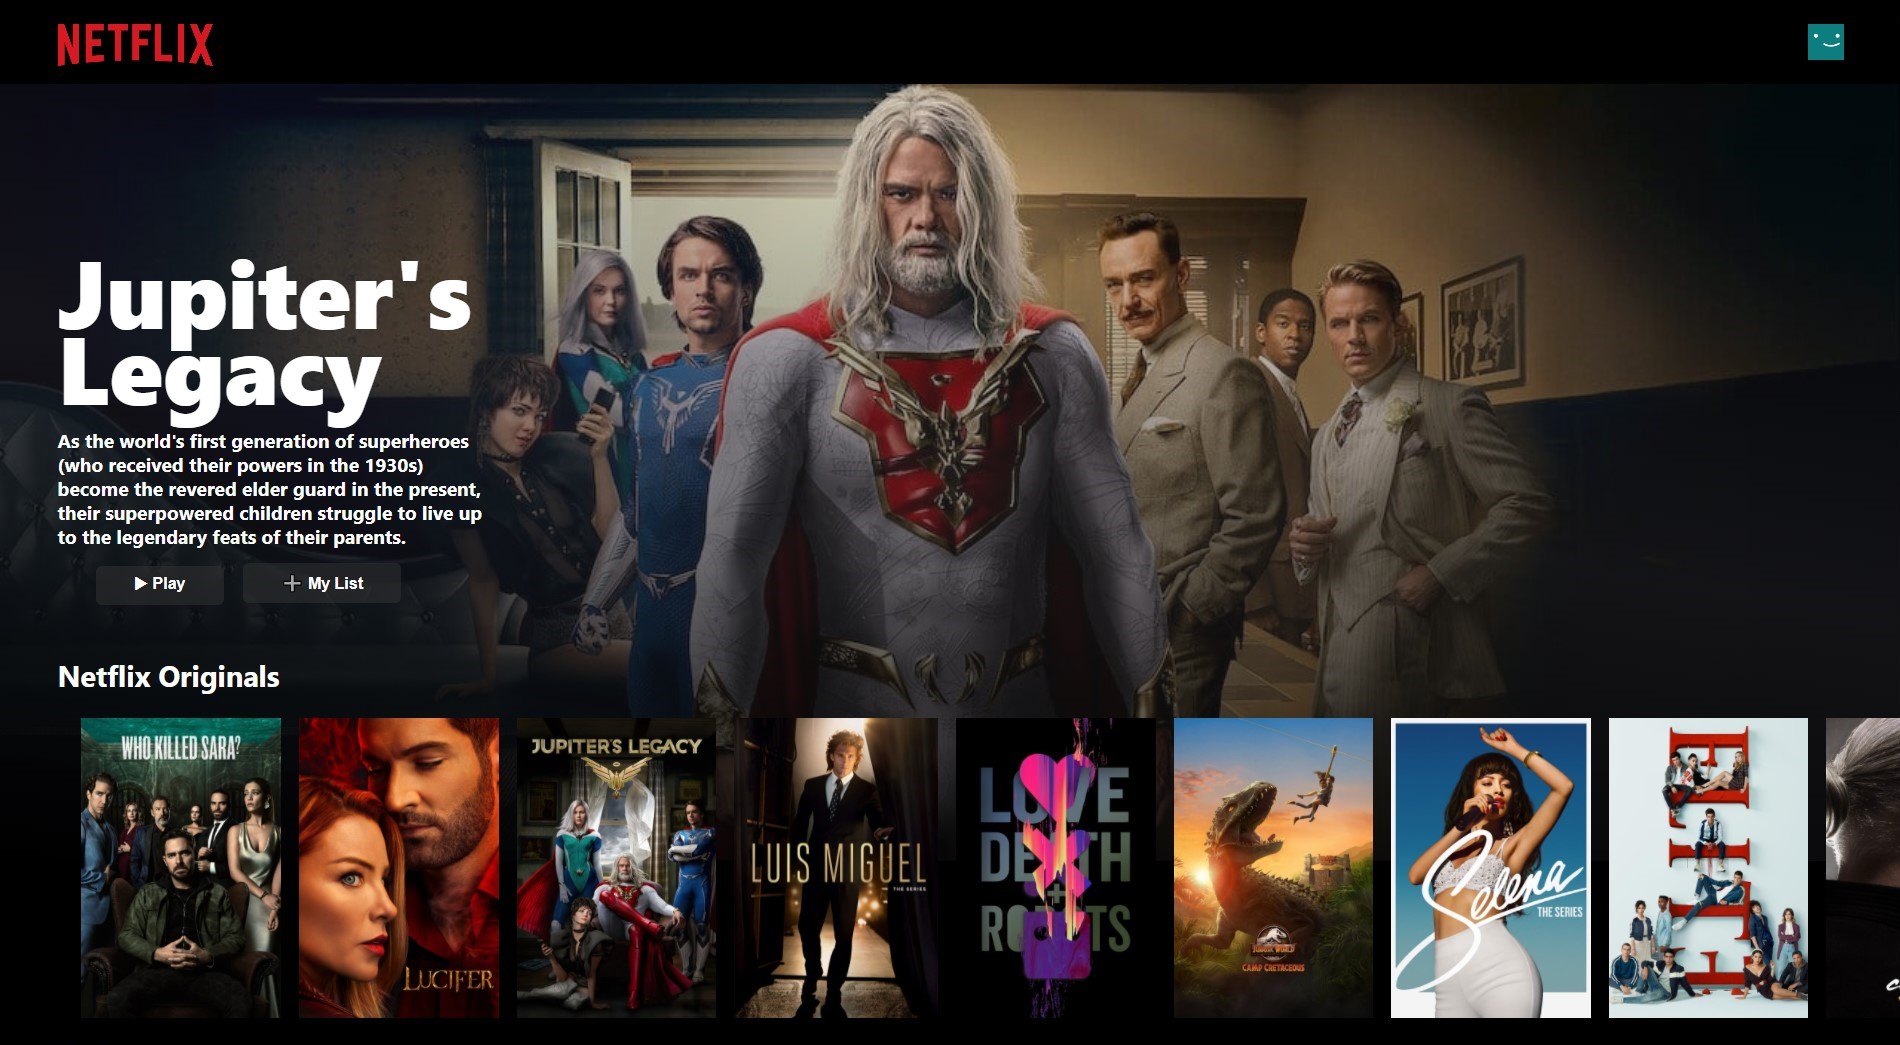 NETFLIX
Jupiter's
Legacy
As the world's first generation of superheroes
(who received their powers in the 1930s)
become the revered elder guard in the present,
their superpowered children struggle to live up
to the legendary feats of their parents.
Play
My List
Netflix Originals
WHO KILLED SARA?
LUCIFER
JUPITER'S LEGACY
LUIS MIGUEL
THE SERIES
LOVE
DEATH
+
ROBOTS
JURASSIC WORLD
CAMP CRETACEOUS
Selena
THE SERIES
ELITE